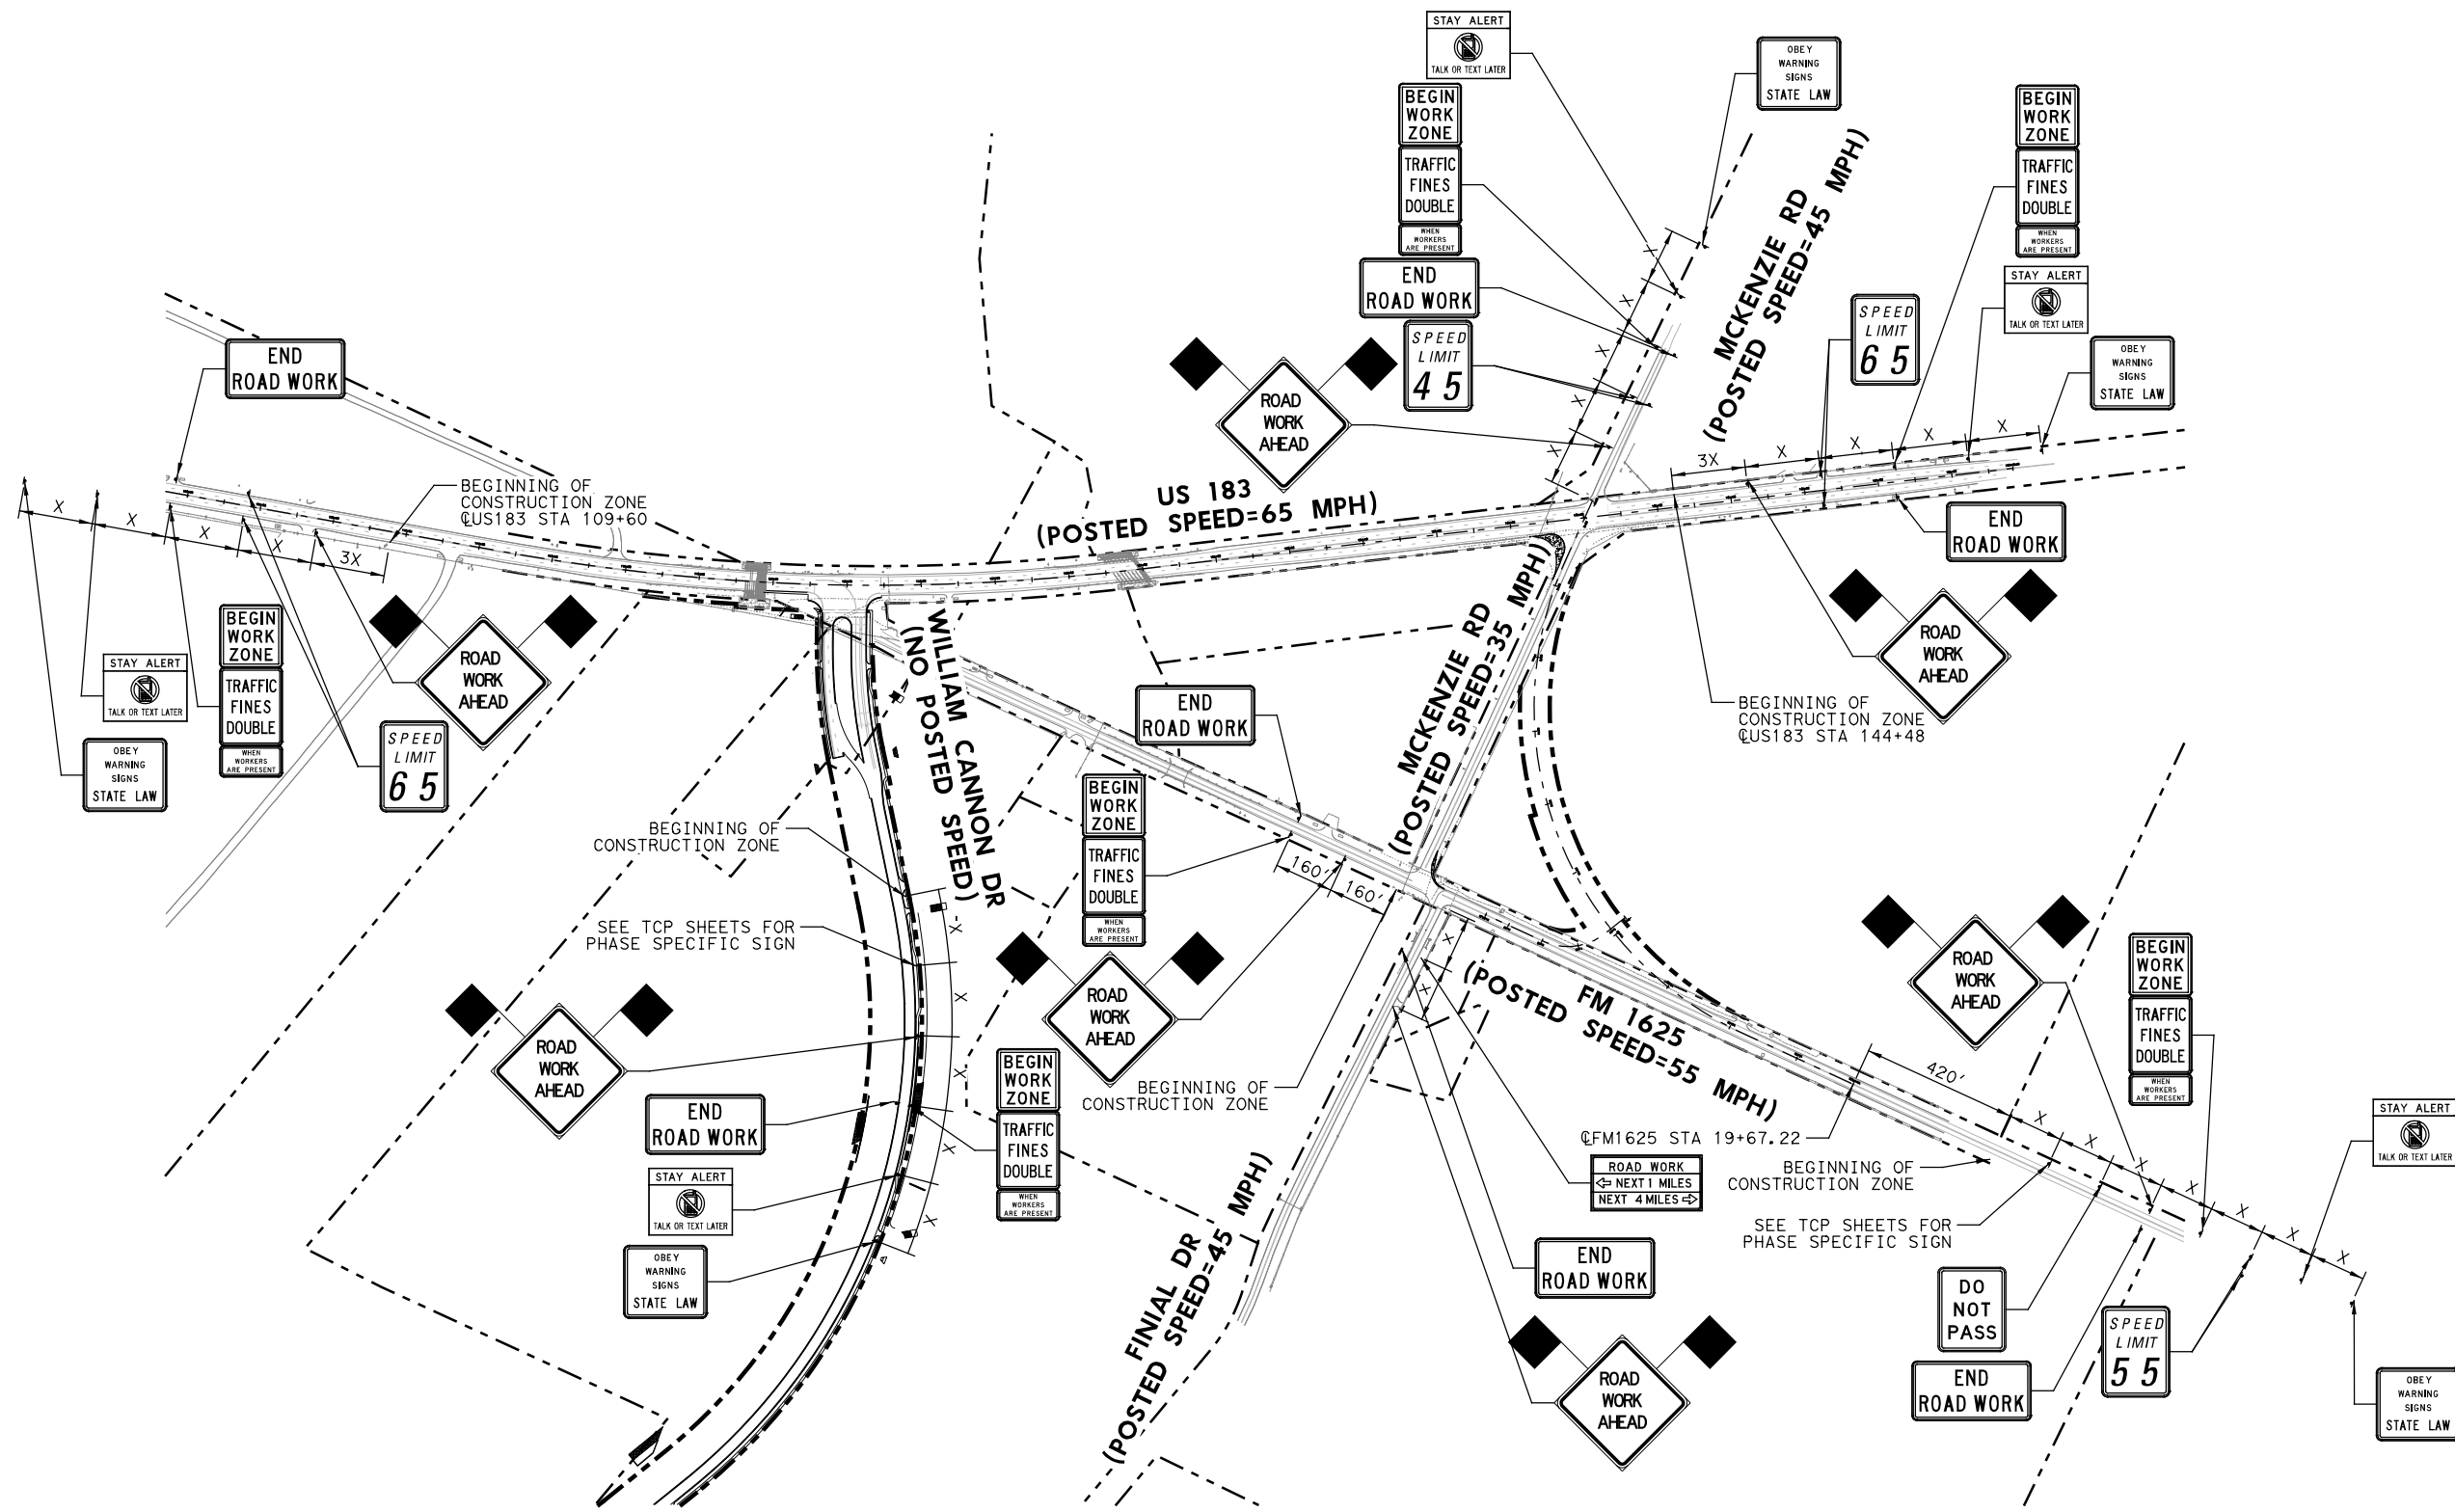 STAY ALERT
TALK OR TEXT LATER
OBEY
WARNING
SIGNS
STATE LAW
BEGIN
WORK
ZONE
TRAFFIC
FINES
DOUBLE
WHEN
WORKERS
ARE PRESENT
END
ROAD WORK
SPEED
LIMIT
45
ROAD
WORK
AHEAD
X
X
X
X
X
MCKENZIE RD
(POSTED SPEED=45 MPH)
BEGIN
WORK
ZONE
TRAFFIC
FINES
DOUBLE
WHEN
WORKERS
ARE PRESENT
STAY ALERT
TALK OR TEXT LATER
SPEED
LIMIT
65
OBEY
WARNING
SIGNS
STATE LAW
3X
X
X
X
X
END
ROAD WORK
ROAD
WORK
AHEAD
BEGINNING OF
CONSTRUCTION ZONE
℄US183 STA 144+48
END
ROAD WORK
BEGINNING OF
CONSTRUCTION ZONE
℄US183 STA 109+60
X
X
X
X
3X
US 183
(POSTED SPEED=65 MPH)
STAY ALERT
TALK OR TEXT LATER
OBEY
WARNING
SIGNS
STATE LAW
BEGIN
WORK
ZONE
TRAFFIC
FINES
DOUBLE
WHEN
WORKERS
ARE PRESENT
SPEED
LIMIT
65
ROAD
WORK
AHEAD
WILLIAM CANNON DR
(NO POSTED SPEED)
MCKENZIE RD
(POSTED SPEED=35 MPH)
END
ROAD WORK
BEGIN
WORK
ZONE
TRAFFIC
FINES
DOUBLE
WHEN
WORKERS
ARE PRESENT
160'
160'
ROAD
WORK
AHEAD
BEGINNING OF
CONSTRUCTION ZONE
BEGINNING OF
CONSTRUCTION ZONE
SEE TCP SHEETS FOR
PHASE SPECIFIC SIGN
X
X
X
X
X
ROAD
WORK
AHEAD
END
ROAD WORK
STAY ALERT
TALK OR TEXT LATER
OBEY
WARNING
SIGNS
STATE LAW
BEGIN
WORK
ZONE
TRAFFIC
FINES
DOUBLE
WHEN
WORKERS
ARE PRESENT
X
X
FM 1625
(POSTED SPEED=55 MPH)
FINIAL DR
(POSTED SPEED=45 MPH)
℄FM1625 STA 19+67.22
ROAD WORK
⇦ NEXT 1 MILES
NEXT 4 MILES ⇨
END
ROAD WORK
ROAD
WORK
AHEAD
BEGINNING OF
CONSTRUCTION ZONE
SEE TCP SHEETS FOR
PHASE SPECIFIC SIGN
420'
X
X
X
X
X
X
X
ROAD
WORK
AHEAD
BEGIN
WORK
ZONE
TRAFFIC
FINES
DOUBLE
WHEN
WORKERS
ARE PRESENT
STAY ALERT
TALK OR TEXT LATER
DO
NOT
PASS
END
ROAD WORK
SPEED
LIMIT
55
OBEY
WARNING
SIGNS
STATE LAW